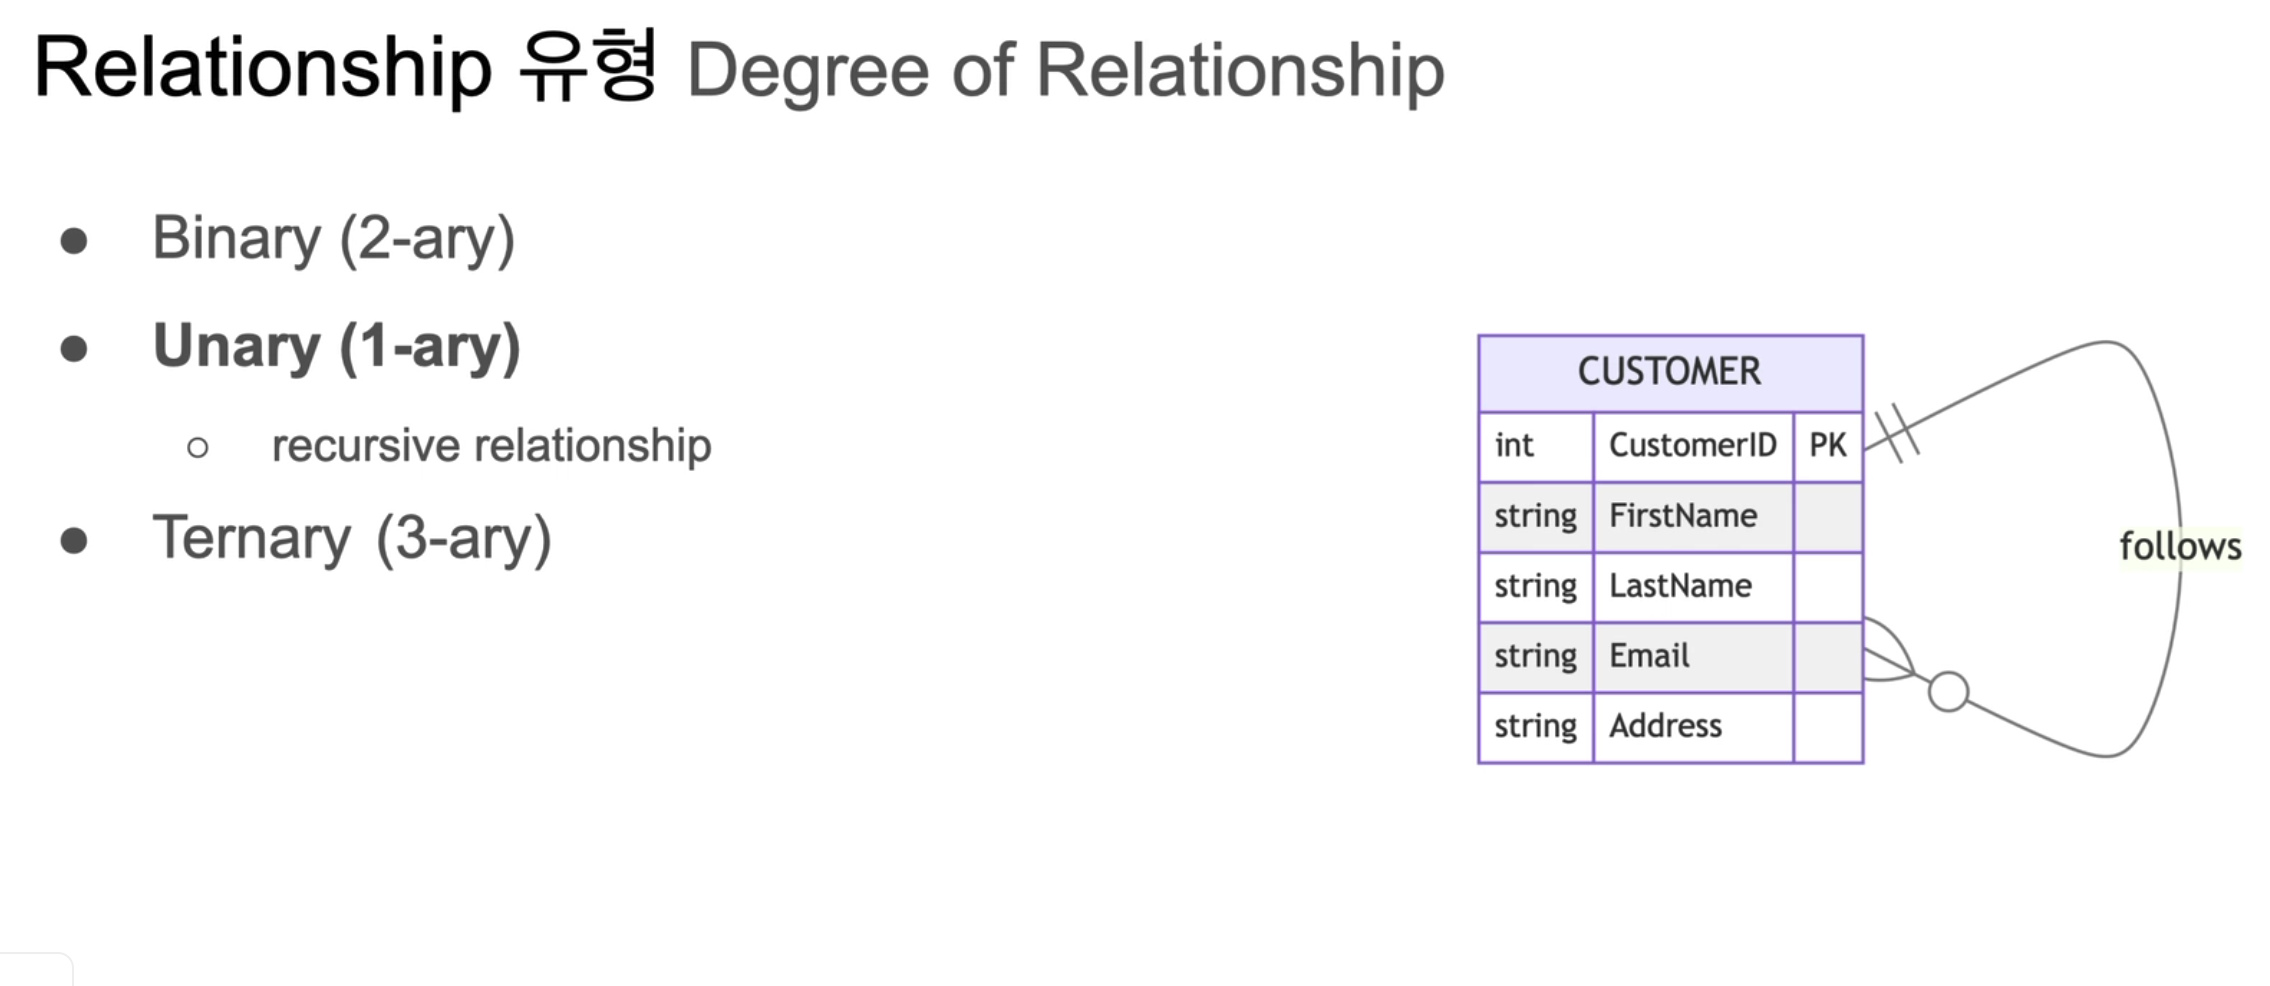 Relationship 유형 Degree of Relationship
● Binary (2-ary)
● Unary (1-ary)
○ recursive relationship
● Ternary (3-ary)
CUSTOMER
int CustomerID PK
string FirstName
string LastName
string Email
string Address
follows